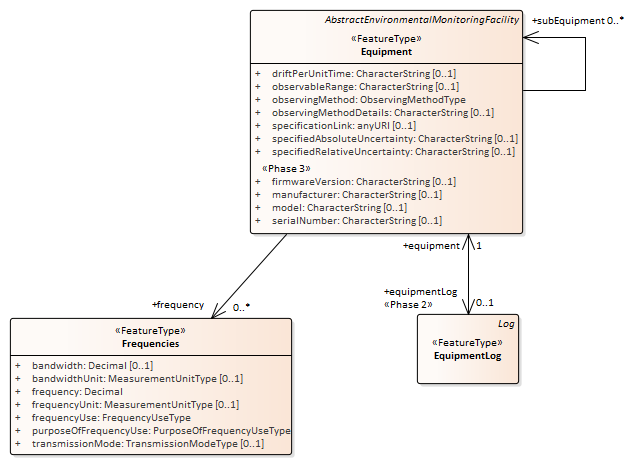 AbstractEnvironmentalMonitoringFacility
+subEquipment 0..*
«FeatureType»
Equipment
+ driftPerUnitTime: CharacterString [0..1]
+ observableRange: CharacterString [0..1]
+ observingMethod: ObservingMethodType
+ observingMethodDetails: CharacterString [0..1]
+ specificationLink: anyURI [0..1]
+ specifiedAbsoluteUncertainty: CharacterString [0..1]
+ specifiedRelativeUncertainty: CharacterString [0..1]
«Phase 3»
+ firmwareVersion: CharacterString [0..1]
+ manufacturer: CharacterString [0..1]
+ model: CharacterString [0..1]
+ serialNumber: CharacterString [0..1]
+equipment 1
+equipmentLog
«Phase 2» 0..1
+frequency 0..*
Log
«FeatureType»
EquipmentLog
«FeatureType»
Frequencies
+ bandwidth: Decimal [0..1]
+ bandwidthUnit: MeasurementUnitType [0..1]
+ frequency: Decimal
+ frequencyUnit: MeasurementUnitType [0..1]
+ frequencyUse: FrequencyUseType
+ purposeOfFrequencyUse: PurposeOfFrequencyUseType
+ transmissionMode: TransmissionModeType [0..1]